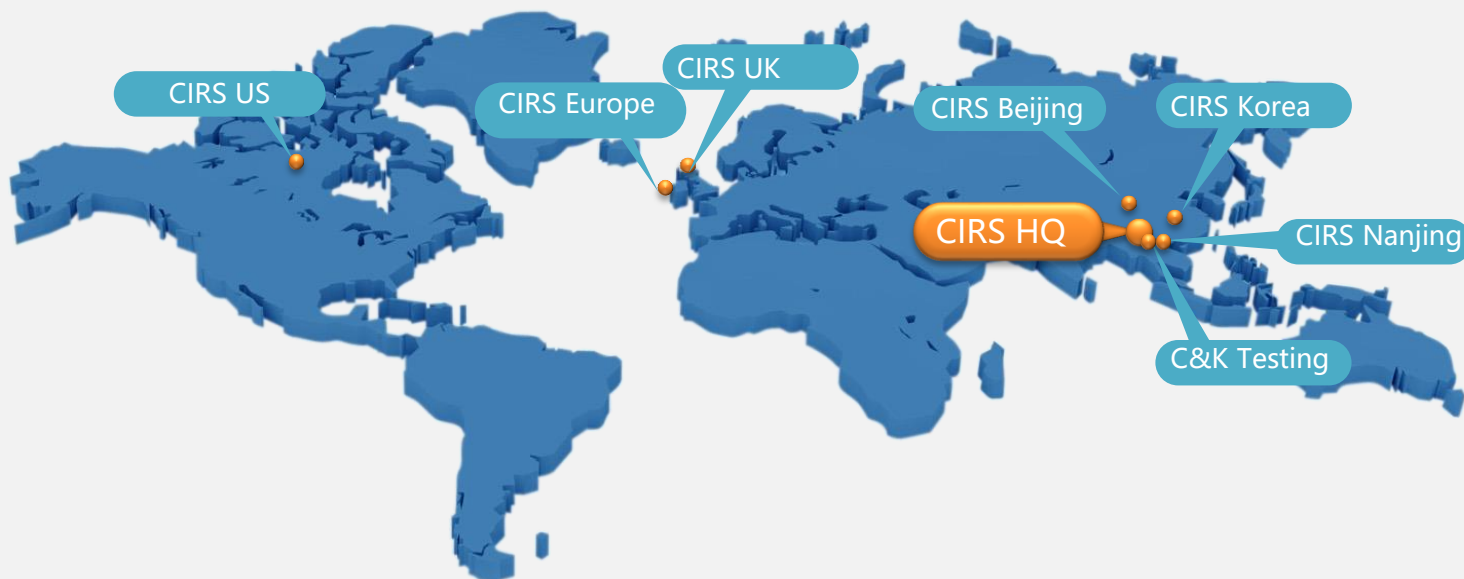 CIRS UK
CIRS US
CIRS Europe
CIRS Beijing
CIRS Korea
CIRS HQ
CIRS Nanjing
C&K Testing